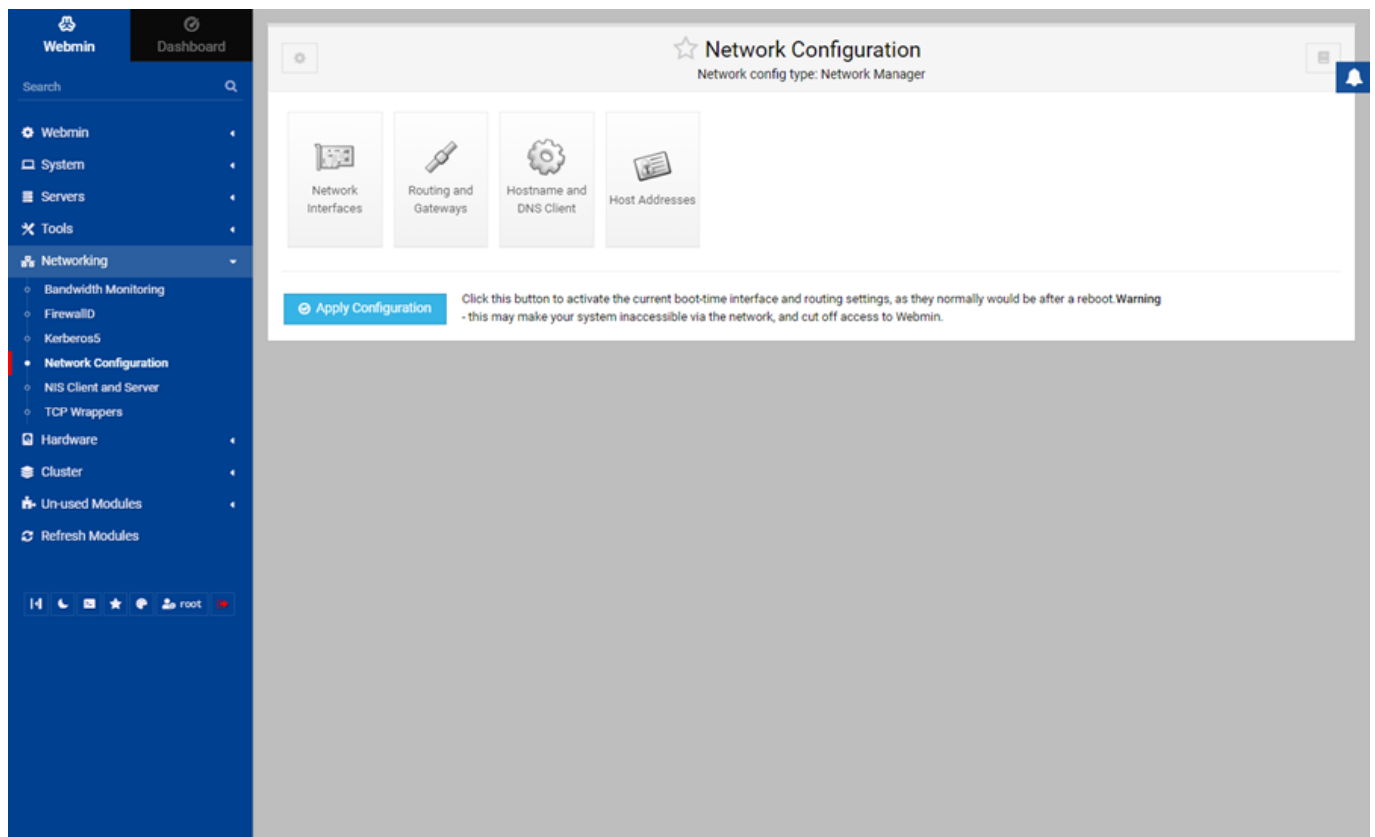 Webmin
Dashboard
Search
Webmin
System
Servers
Tools
Networking
Bandwidth Monitoring
FirewallD
Kerberos5
Network Configuration
NIS Client and Server
TCP Wrappers
Hardware
Cluster
Un-used Modules
Refresh Modules
root
Network Configuration
Network config type: Network Manager
Network
Interfaces
Routing and
Gateways
Hostname and
DNS Client
Host Addresses
Apply Configuration
Click this button to activate the current boot-time interface and routing settings, as they normally would be after a reboot.Warning
- this may make your system inaccessible via the network, and cut off access to Webmin.